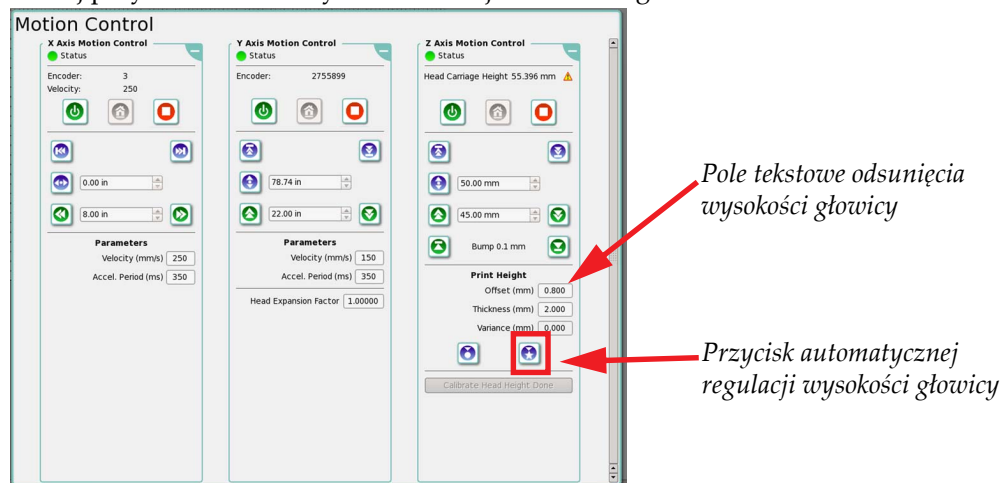 Motion Control
X Axis Motion Control
Status
Encoder: 3
Velocity: 250
0.00 in
8.00 in
Parameters
Velocity (mm/s) 250
Accel. Period (ms) 350
Y Axis Motion Control
Status
Encoder: 2755899
78.74 in
22.00 in
Parameters
Velocity (mm/s) 150
Accel. Period (ms) 350
Head Expansion Factor 1.00000
Z Axis Motion Control
Status
Head Carriage Height 55.396 mm
50.00 mm
45.00 mm
Bump 0.1 mm
Print Height
Offset (mm) 0.800
Thickness (mm) 2.000
Variance (mm) 0.000
Calibrate Head Height Done
Pole tekstowe odsunięcia
wysokości głowicy
Przycisk automatycznej
regulacji wysokości głowicy